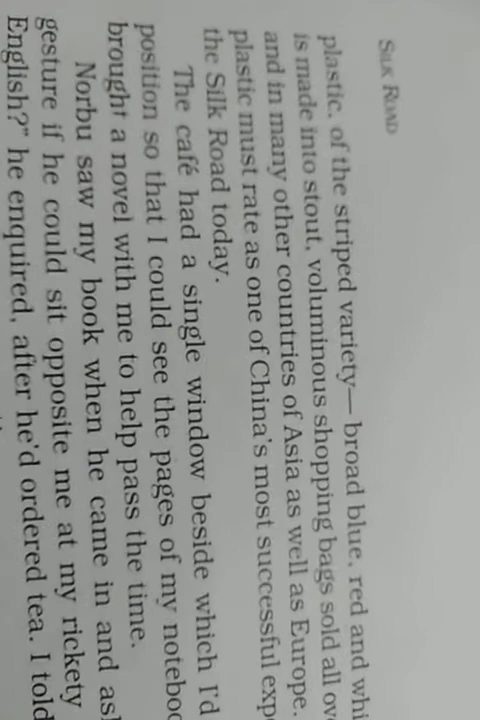 SILK ROAD
plastic, of the striped variety— broad blue, red and whi
is made into stout, voluminous shopping bags sold all ov
and in many other countries of Asia as well as Europe.
plastic must rate as one of China's most successful exp
the Silk Road today.
The café had a single window beside which I'd
position so that I could see the pages of my noteboo
brought a novel with me to help pass the time.
Norbu saw my book when he came in and as
gesture if he could sit opposite me at my rickety
English?" he enquired, after he'd ordered tea. I told